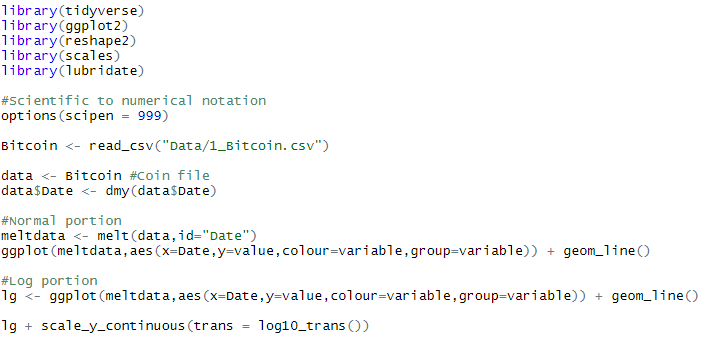 library(tidyverse)
library(ggplot2)
library(reshape2)
library(scales)
library(lubridate)
#Scientific to numerical notation
options(scipen = 999)
Bitcoin <- read_csv("Data/1_Bitcoin.csv")
data <- Bitcoin #Coin file
data$Date <- dmy(data$Date)
#Normal portion
meltdata <- melt(data,id="Date")
ggplot(meltdata,aes(x=Date,y=value,colour=variable,group=variable)) + geom_line()
#Log portion
lg <- ggplot(meltdata,aes(x=Date,y=value,colour=variable,group=variable)) + geom_line()
lg + scale_y_continuous(trans = log10_trans())